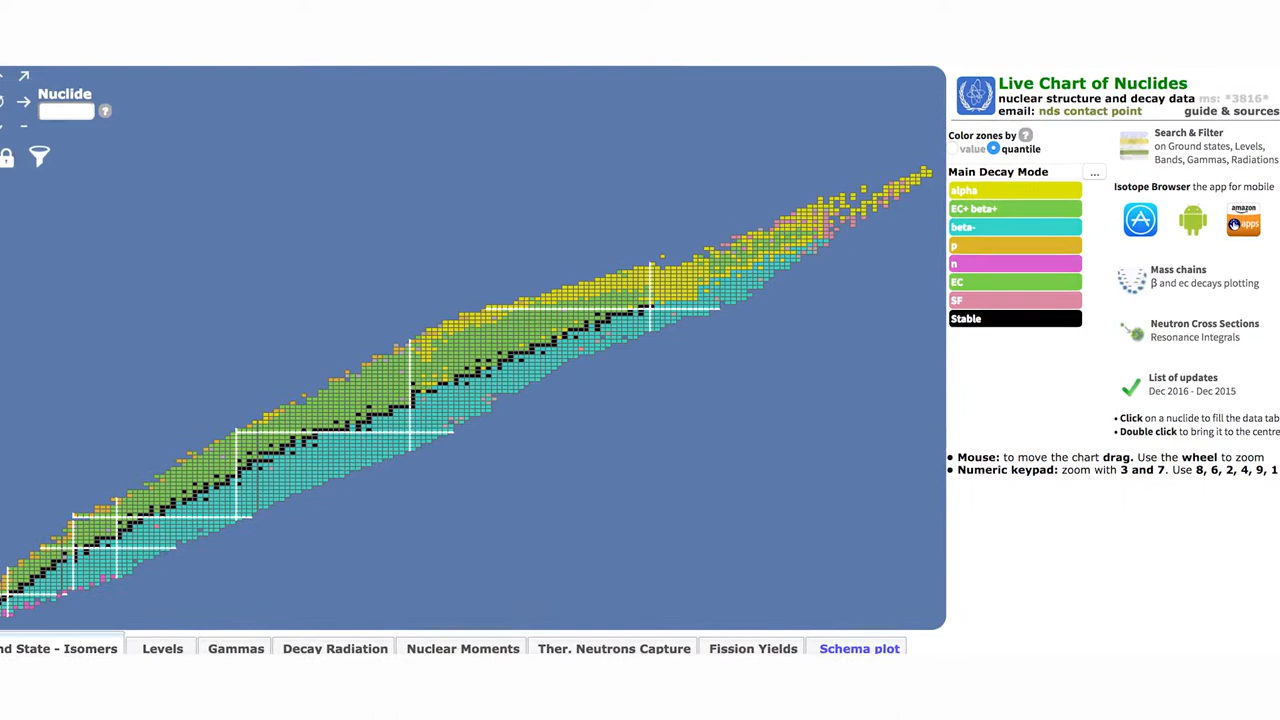 Nuclide
?
Live Chart of Nuclides
nuclear structure and decay data ms: *3816*
email: nds contact point guide & sources
Color zones by ?
value quantile
Main Decay Mode ...
alpha
EC+ beta+
beta-
p
n
EC
SF
Stable
Search & Filter
on Ground states, Levels,
Bands, Gammas, Radiations
Isotope Browser the app for mobile
amazon
apps
Mass chains
β and ec decays plotting
Neutron Cross Sections
Resonance Integrals
List of updates
Dec 2016 - Dec 2015
• Click on a nuclide to fill the data tab
• Double click to bring it to the centre
• Mouse: to move the chart drag. Use the wheel to zoom
• Numeric keypad: zoom with 3 and 7. Use 8, 6, 2, 4, 9, 1
nd State - Isomers
Levels
Gammas
Decay Radiation
Nuclear Moments
Ther. Neutrons Capture
Fission Yields
Schema plot